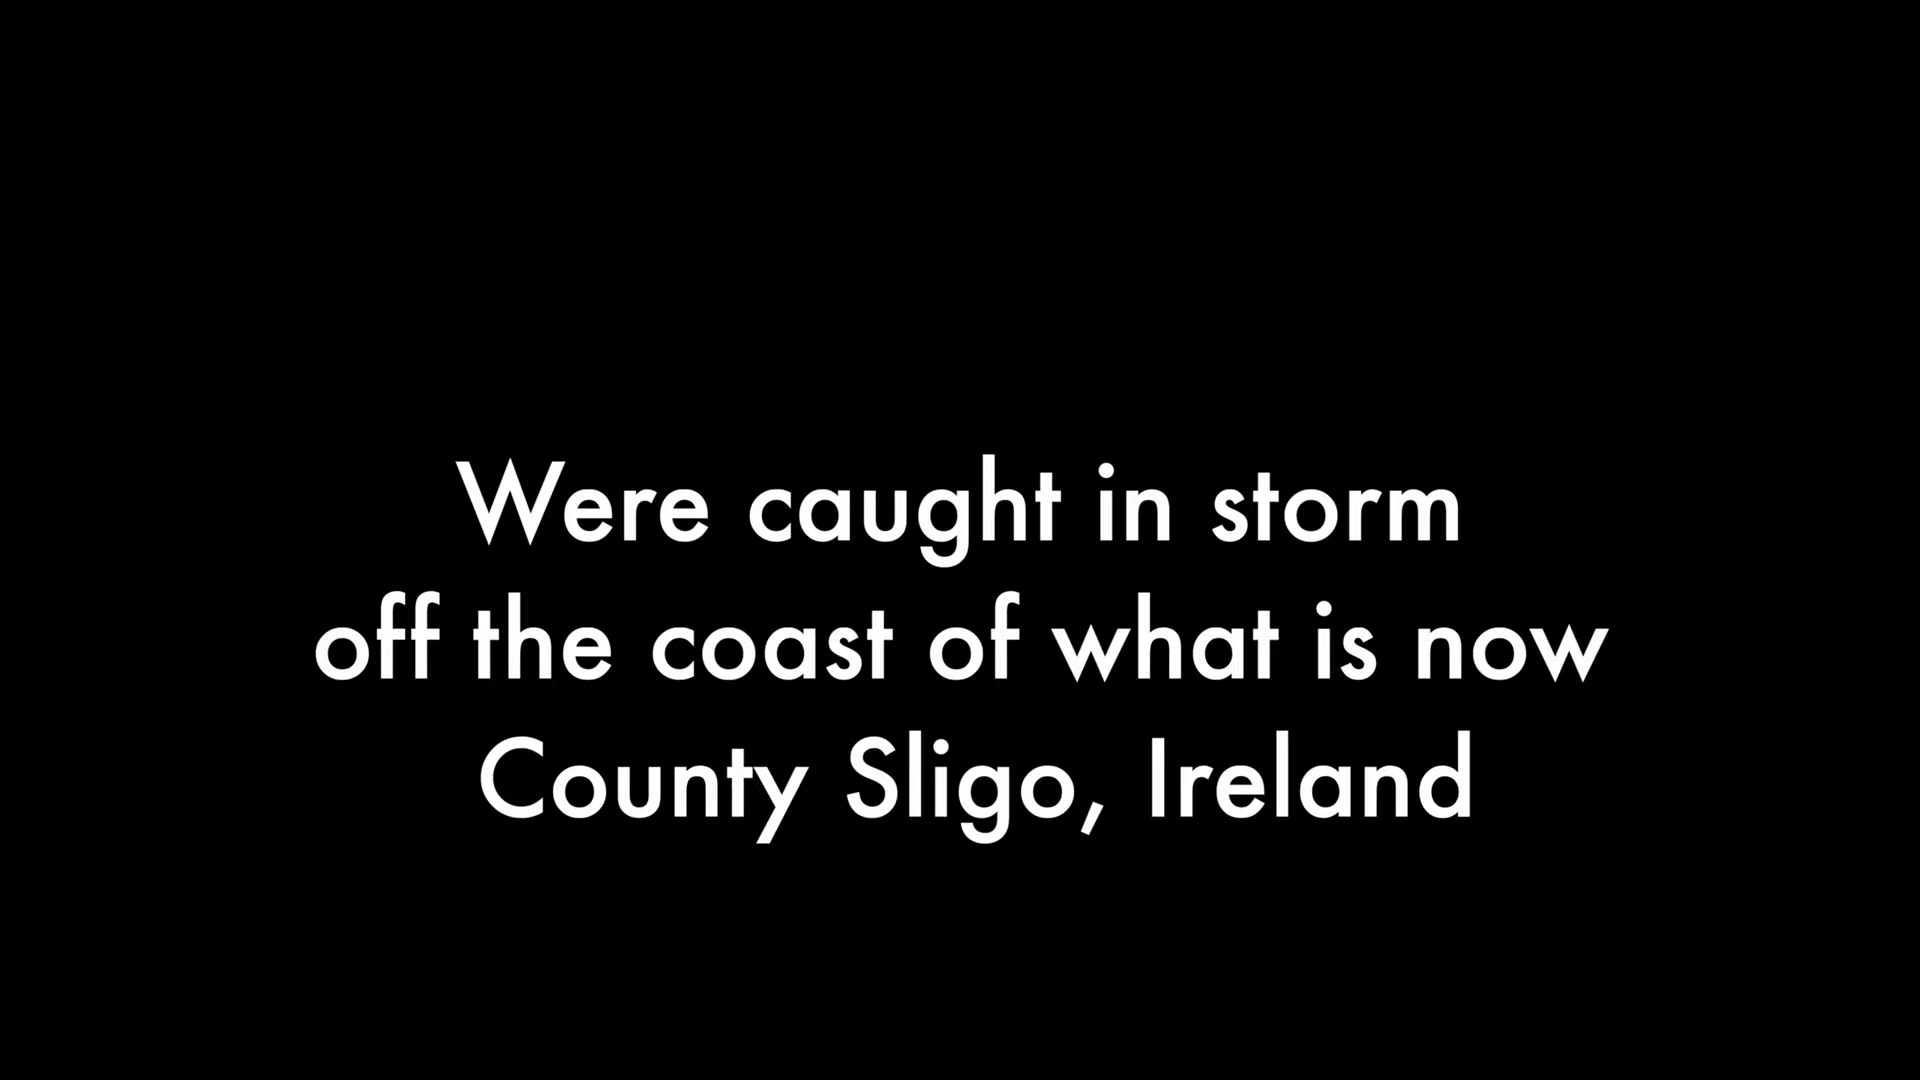 Were caught in storm
off the coast of what is now
County Sligo, Ireland